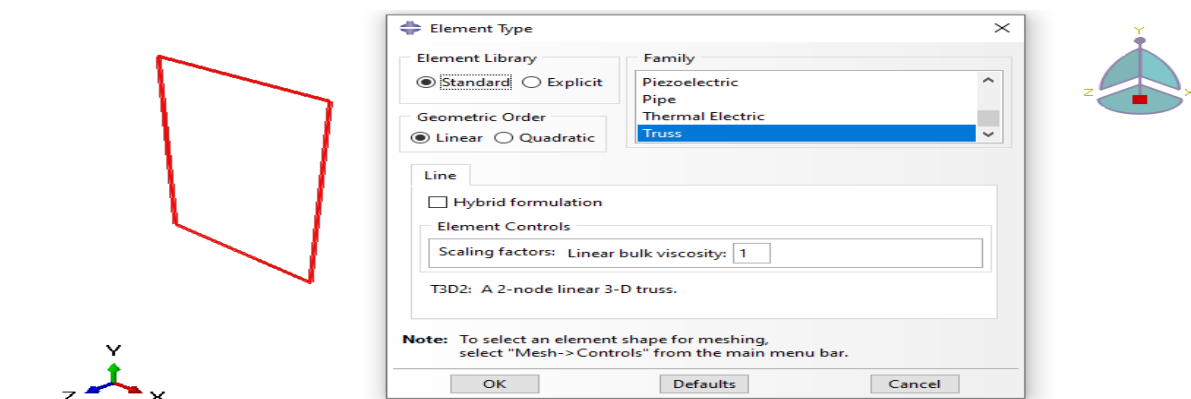 Element Type
Element Library
Family
Standard
Explicit
Piezoelectric
Pipe
Thermal Electric
Truss
Geometric Order
Linear
Quadratic
Line
Hybrid formulation
Element Controls
Scaling factors: Linear bulk viscosity: 1
T3D2: A 2-node linear 3-D truss.
Note: To select an element shape for meshing,
select "Mesh->Controls" from the main menu bar.
OK
Defaults
Cancel
Y
Z
X
Y
Z
X